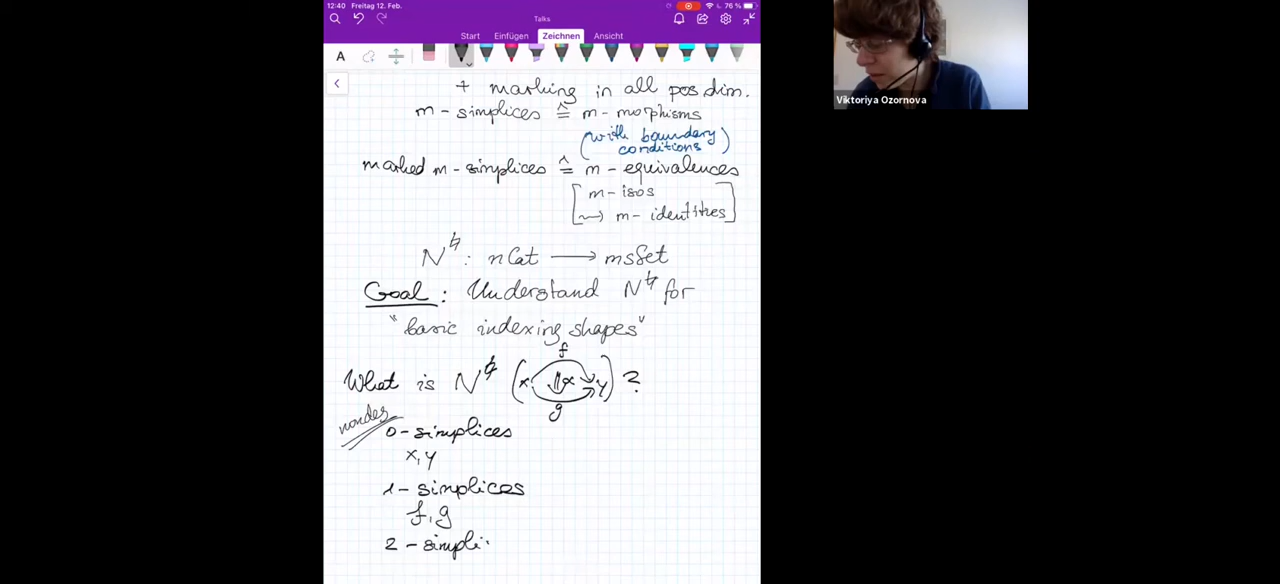 12:40 Freitag 12. Feb.
76 %
Talks
Start Einfügen Zeichnen Ansicht
A
+ marking in all pos dim.
m - simplices ≙ m - morphisms
(with boundary conditions)
marked m - simplices ≙ m - equivalences
[m - isos
⇝ m - identities]
N^♮ : nCat ⟶ msSet
Goal : Understand N^♮ for
"basic indexing shapes"
f
What is N^♮ (x ⇓α y) ?
g
nondeg
0 - simplices
x, y
1 - simplices
f, g
2 - simpli
Viktoriya Ozornova